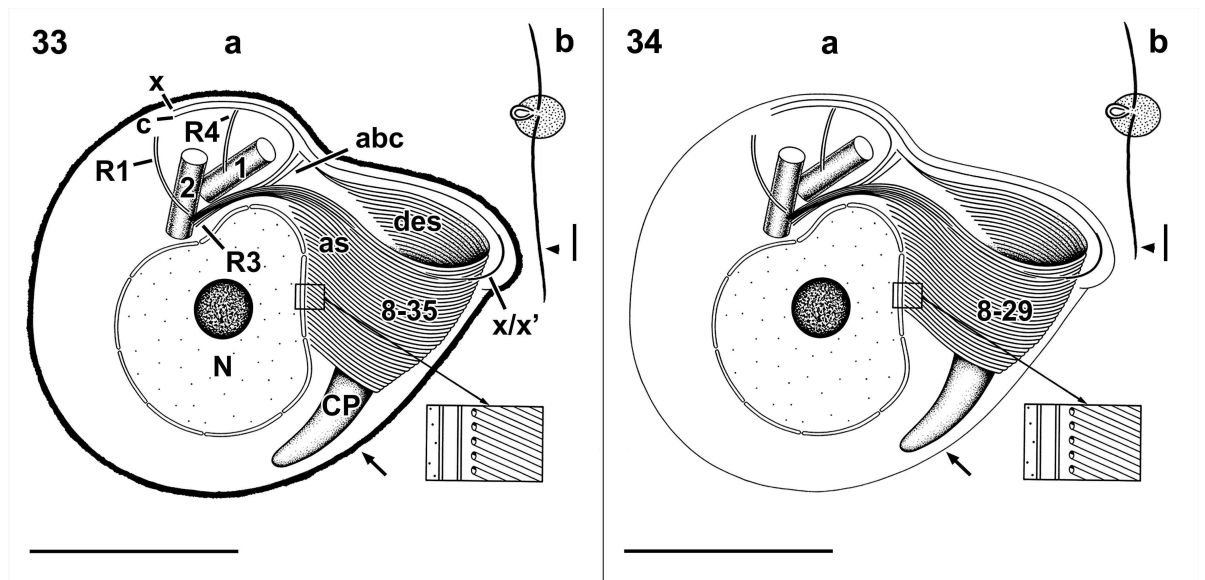 33 a b
x
c
R4
R1
abc
1
2
des
as
R3
8-35
x/x’
N
CP
34 a b
8-29